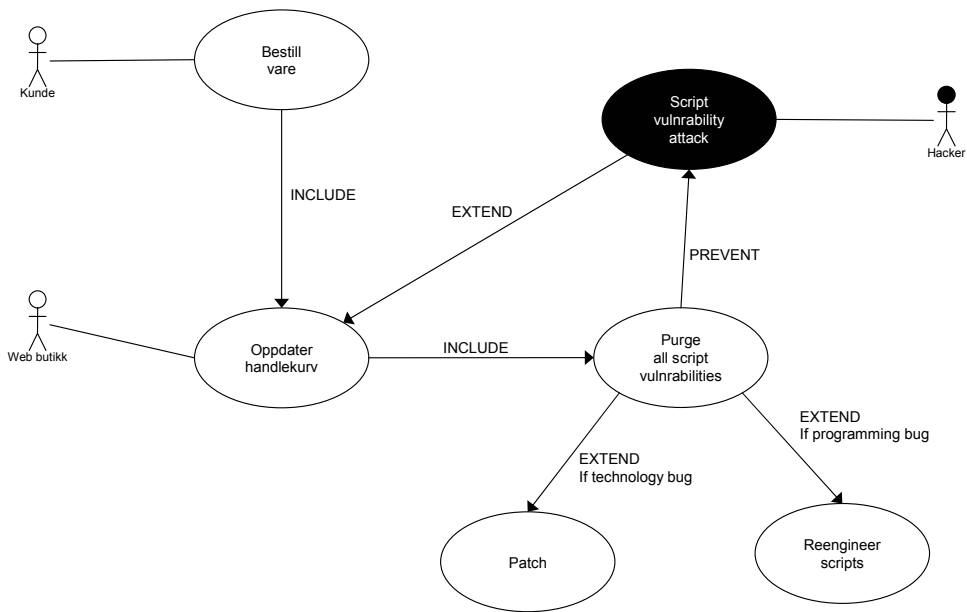 Bestill
vare
Kunde
Script
vulnrability
attack
Hacker
INCLUDE
EXTEND
PREVENT
Web butikk
Oppdater
handlekurv
INCLUDE
Purge
all script
vulnrabilities
EXTEND
If programming bug
EXTEND
If technology bug
Patch
Reengineer
scripts